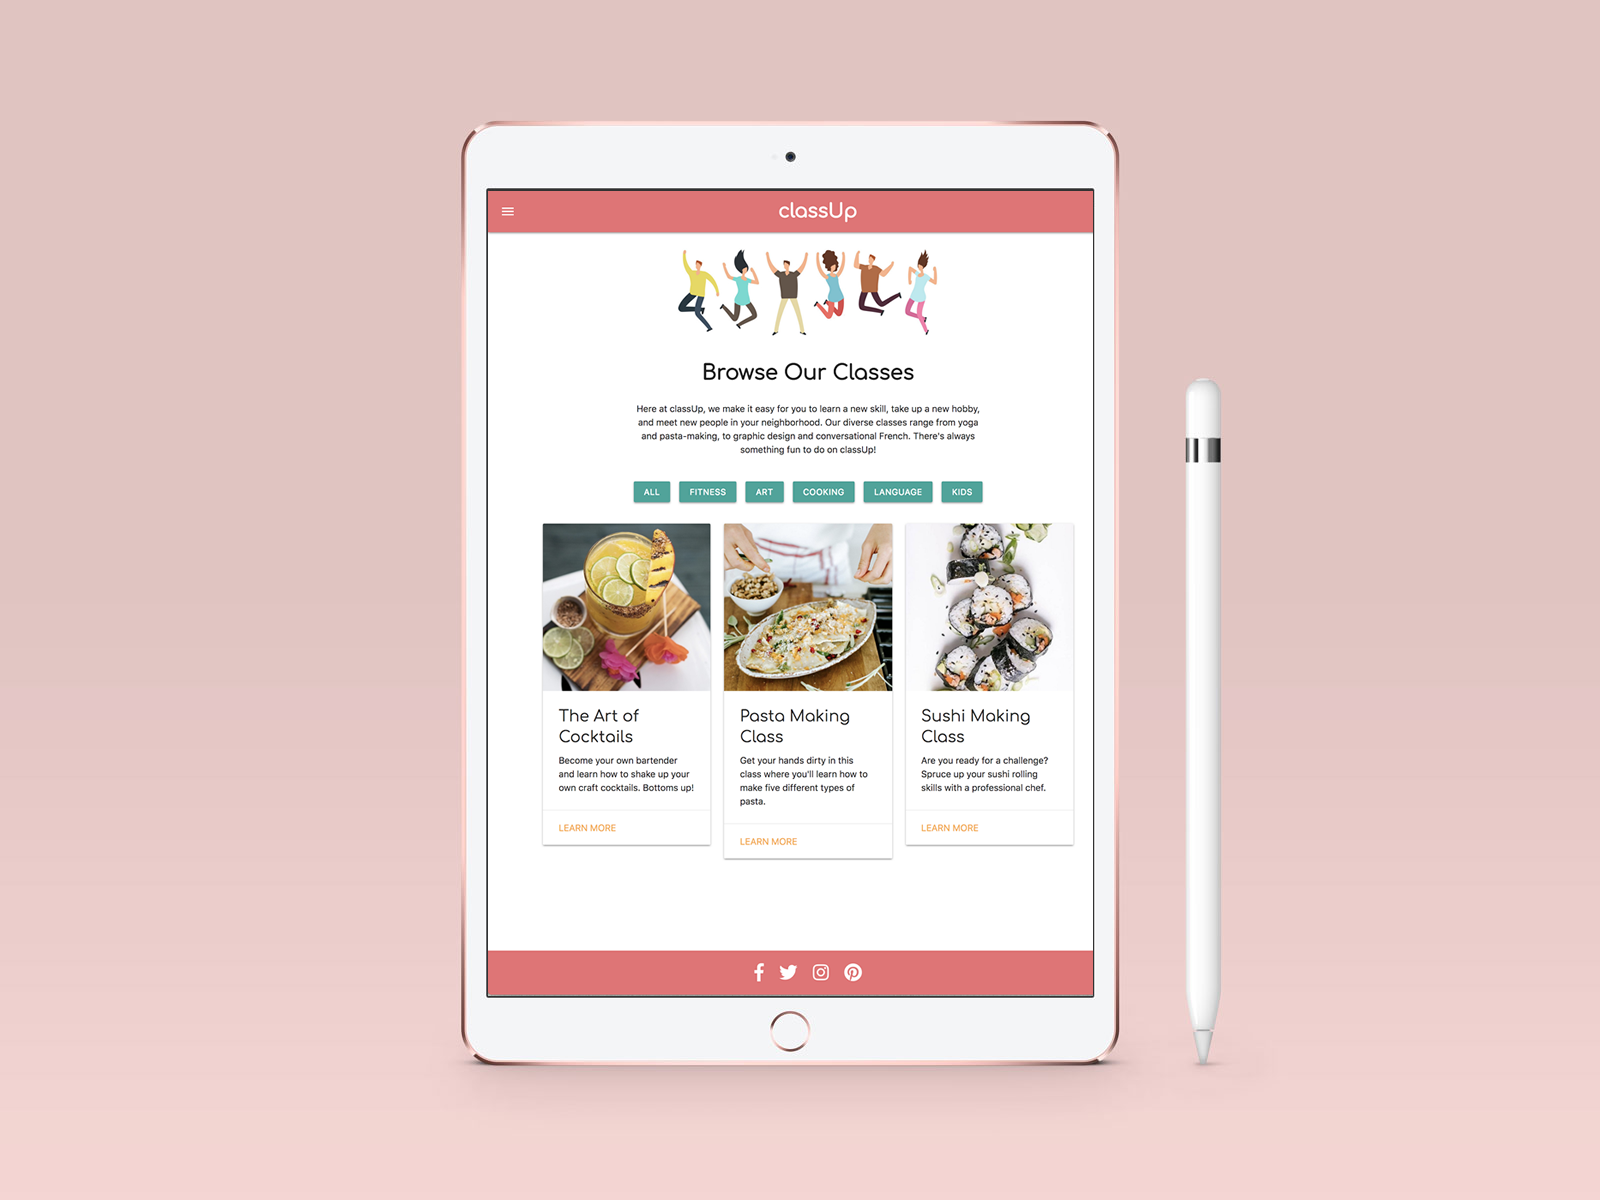 classUp
Browse Our Classes
Here at classUp, we make it easy for you to learn a new skill, take up a new hobby,
and meet new people in your neighborhood. Our diverse classes range from yoga
and pasta-making, to graphic design and conversational French. There's always
something fun to do on classUp!
ALL FITNESS ART COOKING LANGUAGE KIDS
The Art of
Cocktails
Become your own bartender
and learn how to shake up your
own craft cocktails. Bottoms up!
LEARN MORE
Pasta Making
Class
Get your hands dirty in this
class where you'll learn how to
make five different types of
pasta.
LEARN MORE
Sushi Making
Class
Are you ready for a challenge?
Spruce up your sushi rolling
skills with a professional chef.
LEARN MORE